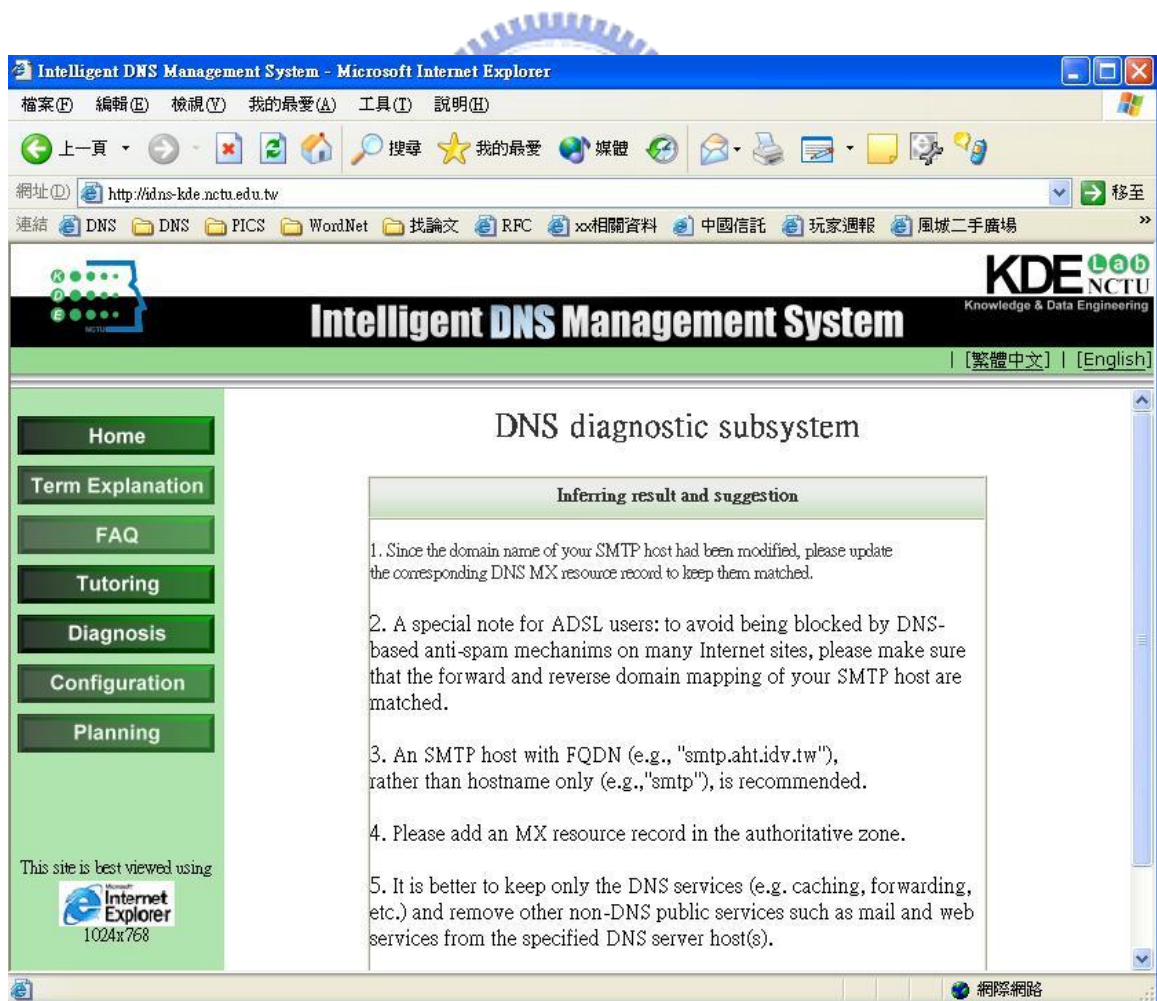 Intelligent DNS Management System - Microsoft Internet Explorer
檔案(F) 編輯(E) 檢視(V) 我的最愛(A) 工具(T) 說明(H)
上一頁 搜尋 我的最愛 媒體
網址(D) http://idns-kde.nctu.edu.tw 移至
連結 DNS DNS PICS WordNet 找論文 RFC xx相關資料 中國信託 玩家週報 風城二手廣場 »
KDE NCTU
KDE Lab NCTU
Knowledge & Data Engineering
Intelligent DNS Management System
| [繁體中文] | [English]
Home
Term Explanation
FAQ
Tutoring
Diagnosis
Configuration
Planning
This site is best viewed using
Microsoft Internet Explorer
1024x768
DNS diagnostic subsystem
Inferring result and suggestion
1. Since the domain name of your SMTP host had been modified, please update
the corresponding DNS MX resource record to keep them matched.
2. A special note for ADSL users: to avoid being blocked by DNS-
based anti-spam mechanims on many Internet sites, please make sure
that the forward and reverse domain mapping of your SMTP host are
matched.
3. An SMTP host with FQDN (e.g., "smtp.aht.idv.tw"),
rather than hostname only (e.g.,"smtp"), is recommended.
4. Please add an MX resource record in the authoritative zone.
5. It is better to keep only the DNS services (e.g. caching, forwarding,
etc.) and remove other non-DNS public services such as mail and web
services from the specified DNS server host(s).
網際網路